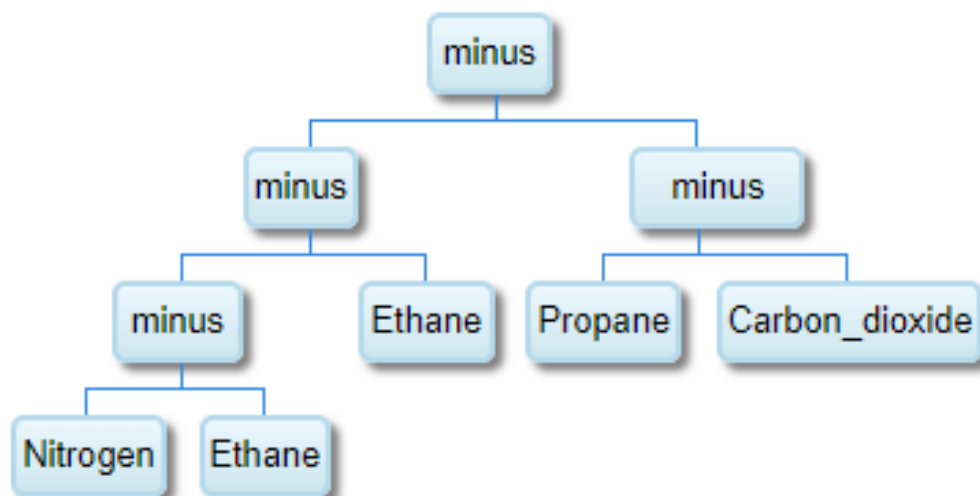 minus
minus
minus
minus
Ethane
Propane
Carbon_dioxide
Nitrogen
Ethane